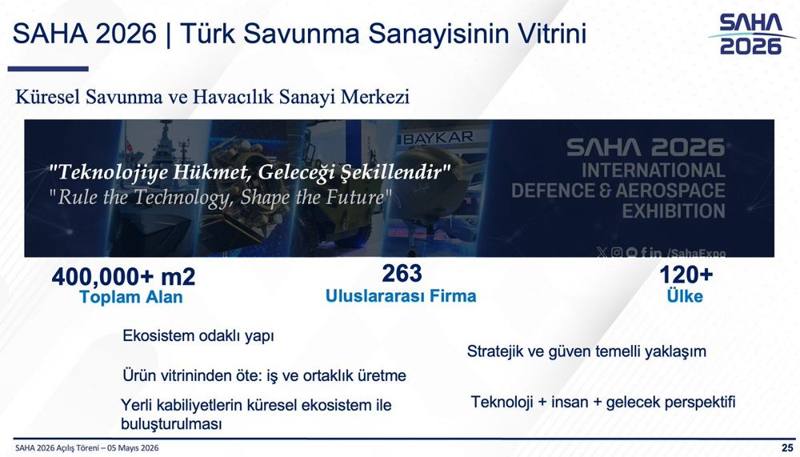 SAHA 2026 | Türk Savunma Sanayisinin Vitrini
SAHA
2026
Küresel Savunma ve Havacılık Sanayi Merkezi
BAYKAR
"Teknolojiye Hükmet, Geleceği Şekillendir"
"Rule the Technology, Shape the Future"
SAHA 2026
INTERNATIONAL
DEFENCE & AEROSPACE
EXHIBITION
/SahaExpo
400,000+ m2
Toplam Alan
263
Uluslararası Firma
120+
Ülke
Ekosistem odaklı yapı
Ürün vitrininden öte: iş ve ortaklık üretme
Yerli kabiliyetlerin küresel ekosistem ile
buluşturulması
Stratejik ve güven temelli yaklaşım
Teknoloji + insan + gelecek perspektifi
SAHA 2026 Açılış Töreni – 05 Mayıs 2026
25